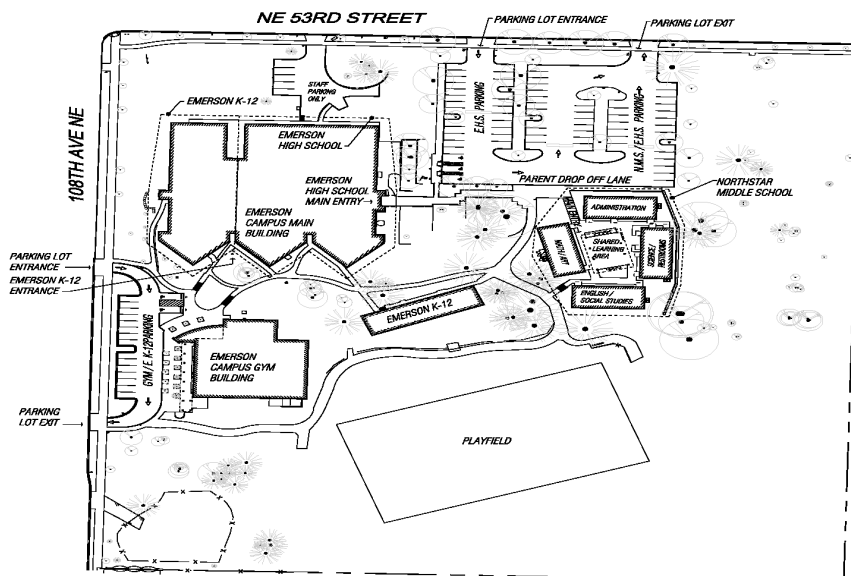 NE 53RD STREET
PARKING LOT ENTRANCE
PARKING LOT EXIT
108TH AVE NE
STAFF
PARKING
ONLY
EMERSON K-12
EMERSON
HIGH SCHOOL
E.H.S. PARKING
N.M.S./E.H.S. PARKING
EMERSON
HIGH SCHOOL
MAIN ENTRY
PARENT DROP OFF LANE
NORTHSTAR
MIDDLE SCHOOL
EMERSON
CAMPUS MAIN
BUILDING
ADMINISTRATION
MATH / ART
SHARED
LEARNING
AREA
SCIENCE/
RESTROOMS
ENGLISH /
SOCIAL STUDIES
PARKING LOT
ENTRANCE
EMERSON K-12
ENTRANCE
EMERSON K-12
GYM/E.K-12PARKING
EMERSON
CAMPUS GYM
BUILDING
PARKING
LOT EXIT
PLAYFIELD